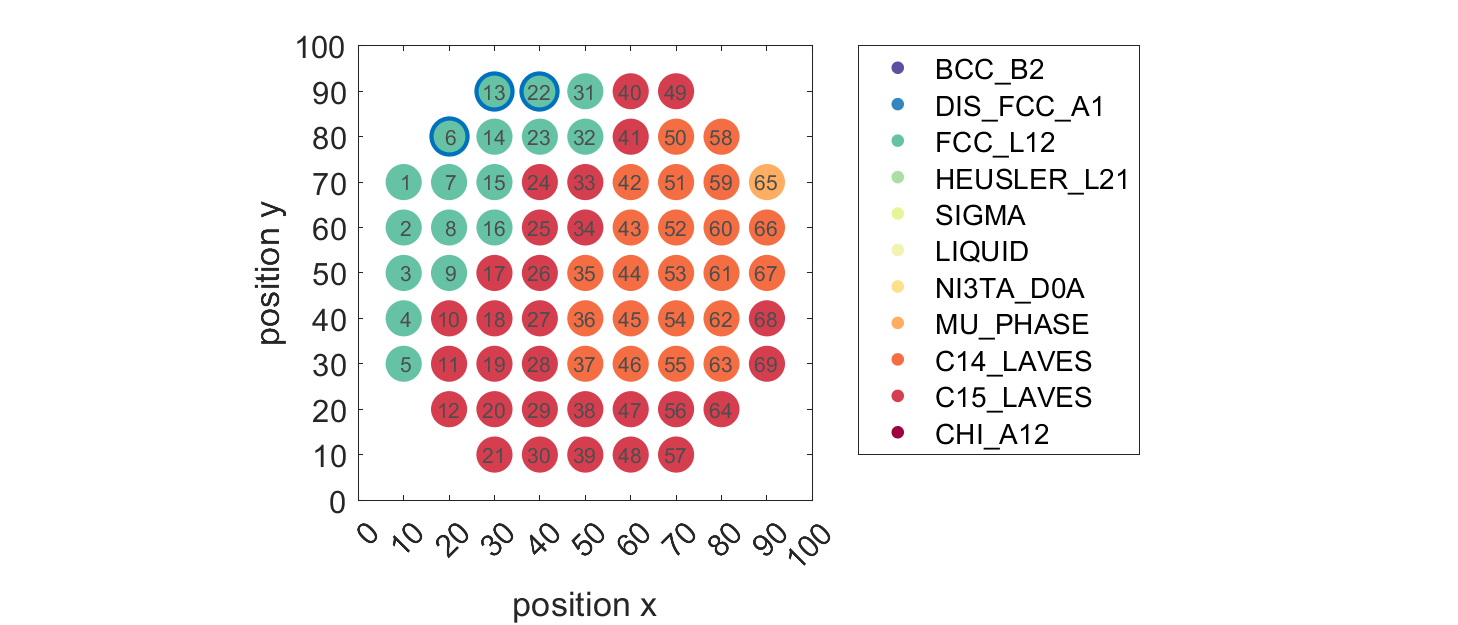 100
90 13 22 31 40 49
80 6 14 23 32 41 50 58
70 1 7 15 24 33 42 51 59 65
60 2 8 16 25 34 43 52 60 66
50 3 9 17 26 35 44 53 61 67
40 4 10 18 27 36 45 54 62 68
30 5 11 19 28 37 46 55 63 69
20 12 20 29 38 47 56 64
10 21 30 39 48 57
0
position y
0 10 20 30 40 50 60 70 80 90 100
position x
BCC_B2
DIS_FCC_A1
FCC_L12
HEUSLER_L21
SIGMA
LIQUID
NI3TA_D0A
MU_PHASE
C14_LAVES
C15_LAVES
CHI_A12